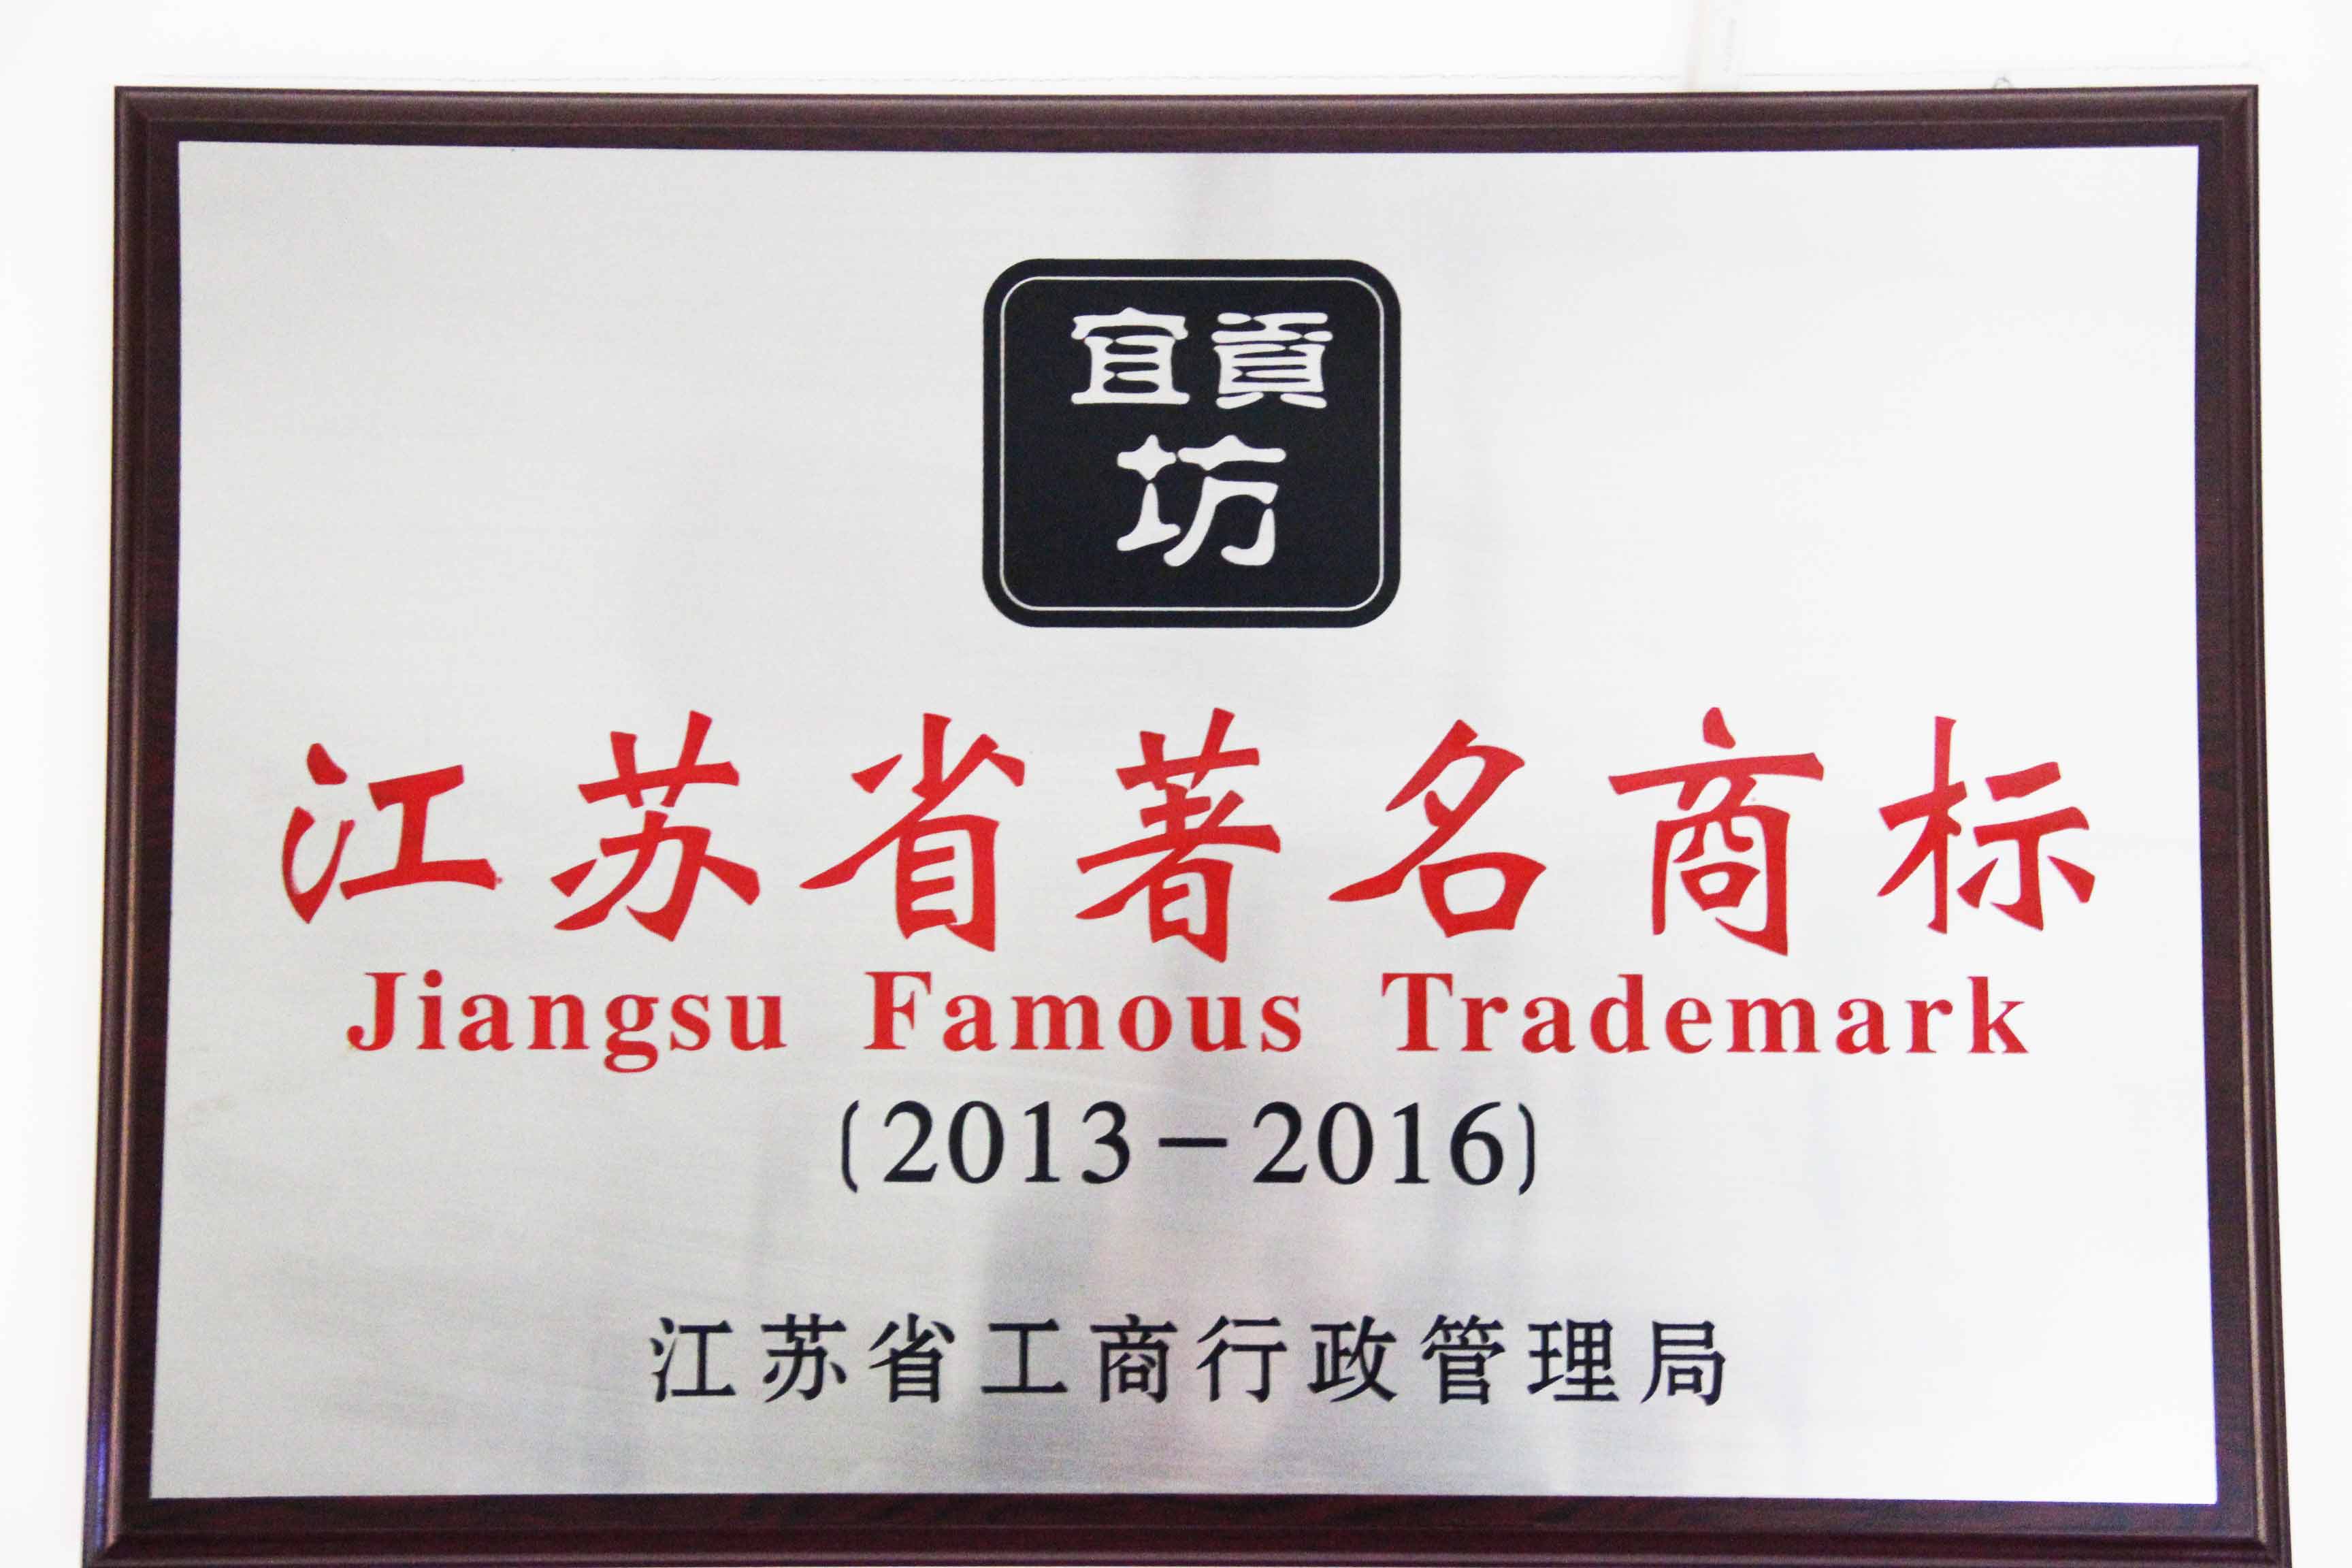 宜貢
坊
江苏省著名商标
Jiangsu Famous Trademark
(2013-2016)
江苏省工商行政管理局